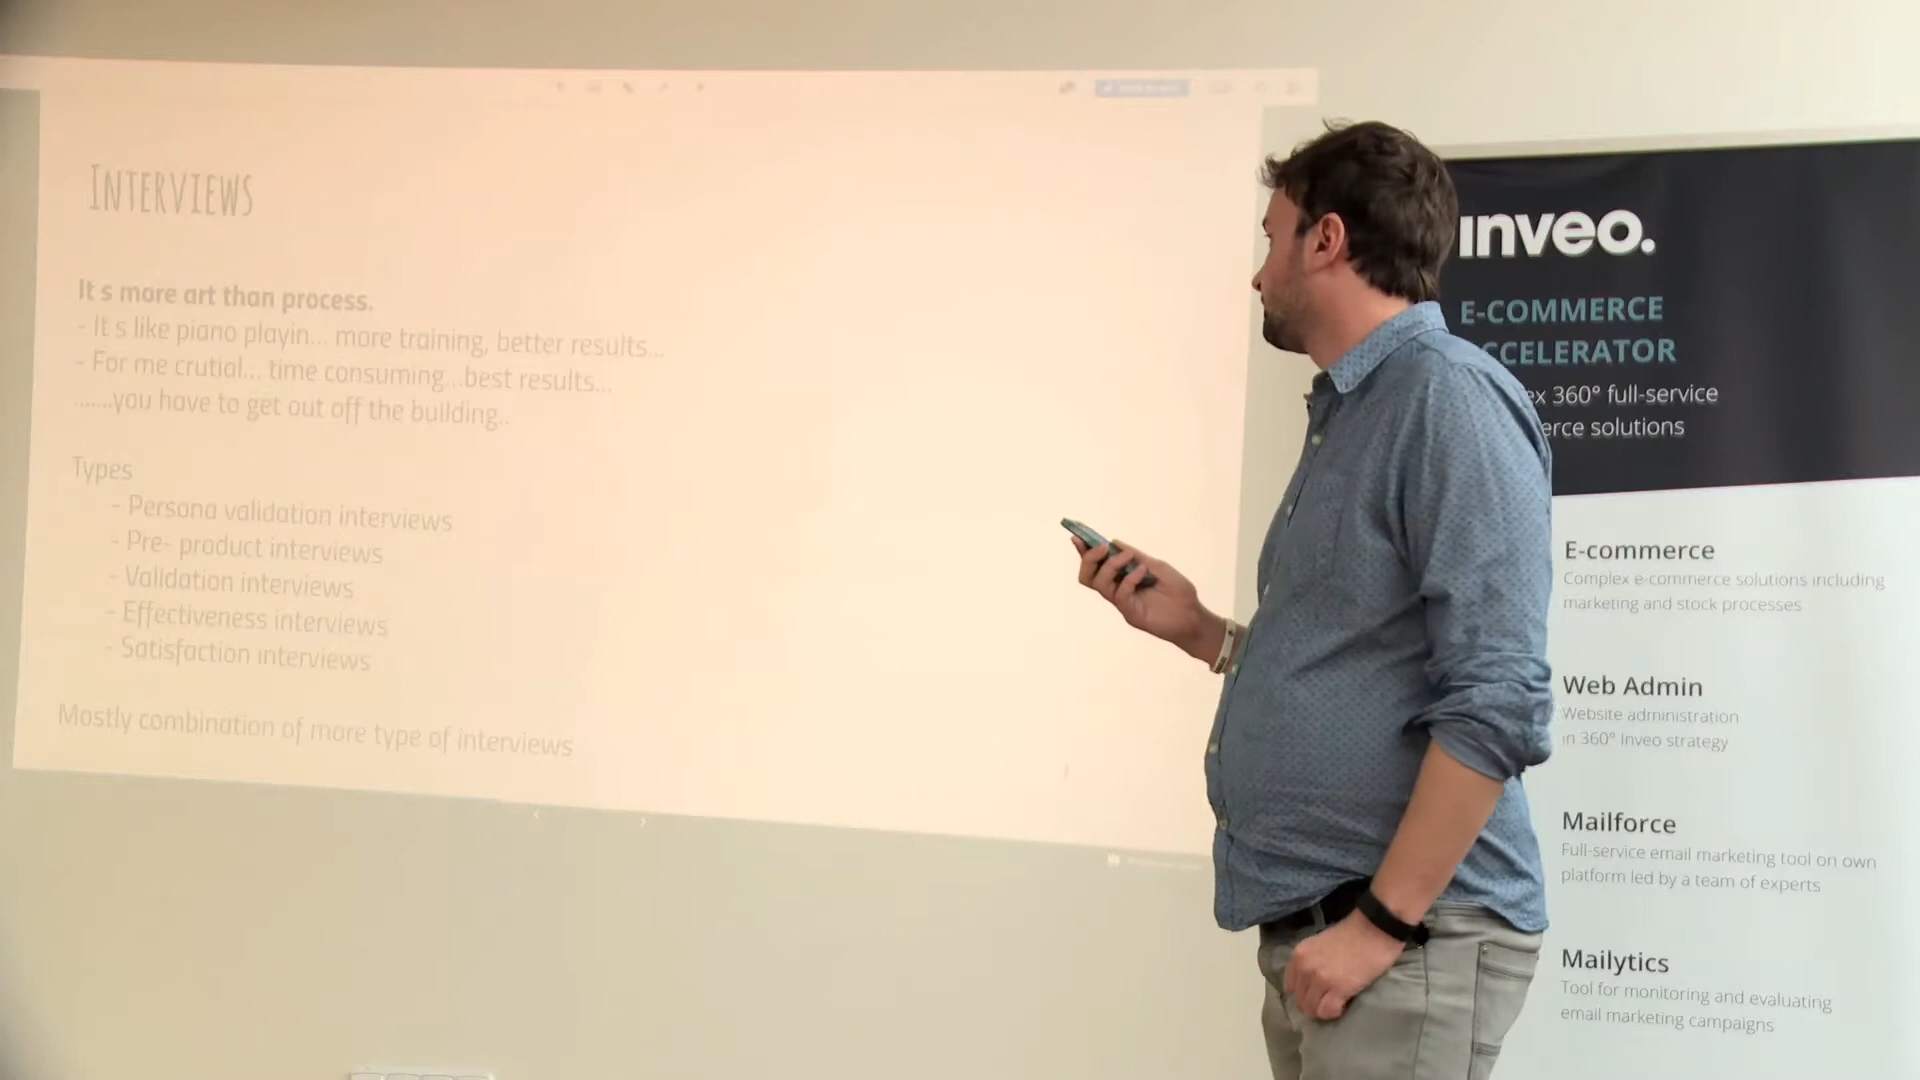 INTERVIEWS
It s more art than process.
- It s like piano playin... more training, better results...
- For me crutial... time consuming...best results...
.......you have to get out off the building..
Types
- Persona validation interviews
- Pre- product interviews
- Validation interviews
- Effectiveness interviews
- Satisfaction interviews
Mostly combination of more type of interviews
inveo.
E-COMMERCE
CCELERATOR
ex 360° full-service
erce solutions
E-commerce
Complex e-commerce solutions including
marketing and stock processes
Web Admin
Website administration
in 360° Inveo strategy
Mailforce
Full-service email marketing tool on own
platform led by a team of experts
Mailytics
Tool for monitoring and evaluating
email marketing campaigns